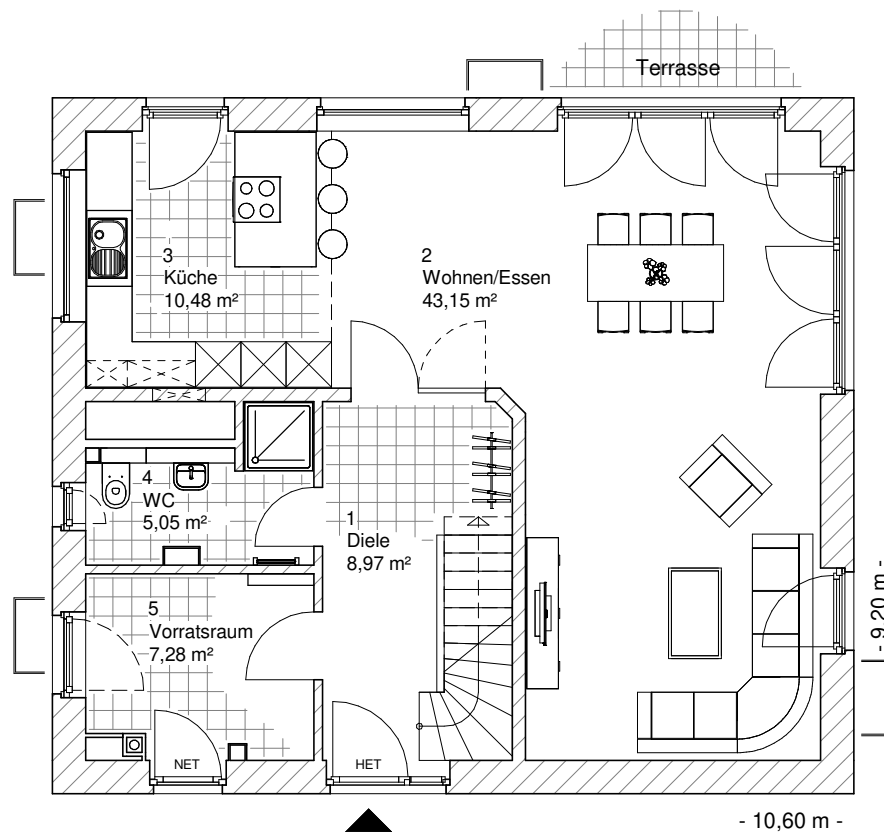 Terrasse
3
Küche
10,48 m²
2
Wohnen/Essen
43,15 m²
4
WC
5,05 m²
1
Diele
8,97 m²
5
Vorratsraum
7,28 m²
NET
HET
- 9,20 m -
- 10,60 m -